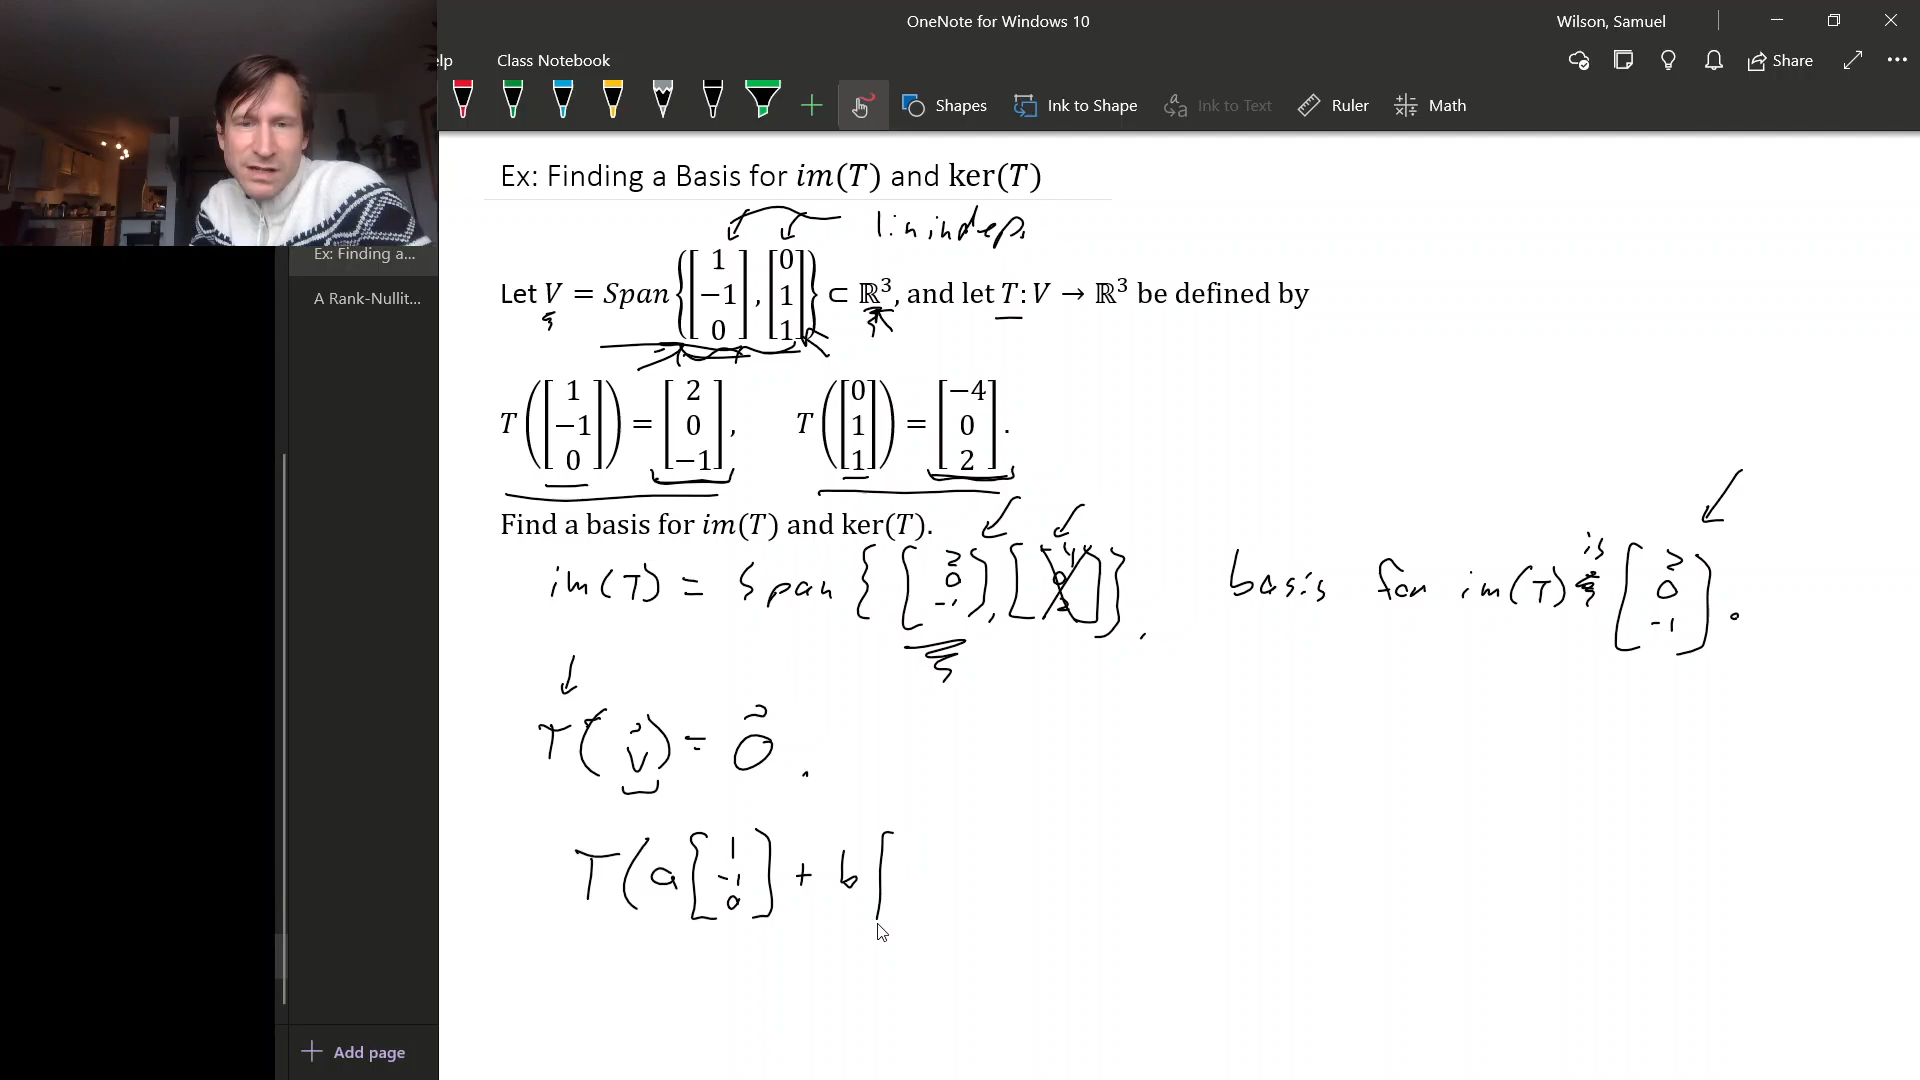 OneNote for Windows 10
Wilson, Samuel
elp Class Notebook
Share
Shapes Ink to Shape Ink to Text Ruler Math
Ex: Finding a...
A Rank-Nullit...
Add page
Ex: Finding a Basis for im(T) and ker(T)
lin indep.
Let V = Span{[1 −1 0], [0 1 1]} ⊂ ℝ³, and let T: V → ℝ³ be defined by
T([1 −1 0]) = [2 0 −1], T([0 1 1]) = [−4 0 2].
Find a basis for im(T) and ker(T).
im(T) = Span {[2 0 -1], [-4 0 2]}. basis for im(T) is [2 0 -1].
T(v⃗) = 0⃗.
T(a[1 -1 0] + b[